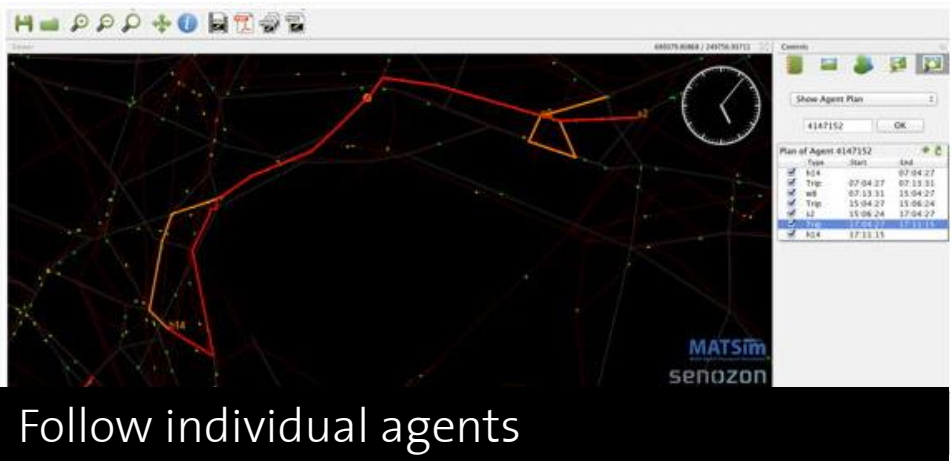 Controls
Show Agent Plan
4147152 OK
Plan of Agent 4147152
Type Start End
h14 07:04:27
Trip 07:04:27 07:13:31
w8 07:13:31 15:04:27
Trip 15:04:27 15:06:24
s2 15:06:24 17:04:27
Trip 17:04:27 17:11:15
h14 17:11:15
s2
h14
MATSim
senozon
Follow individual agents